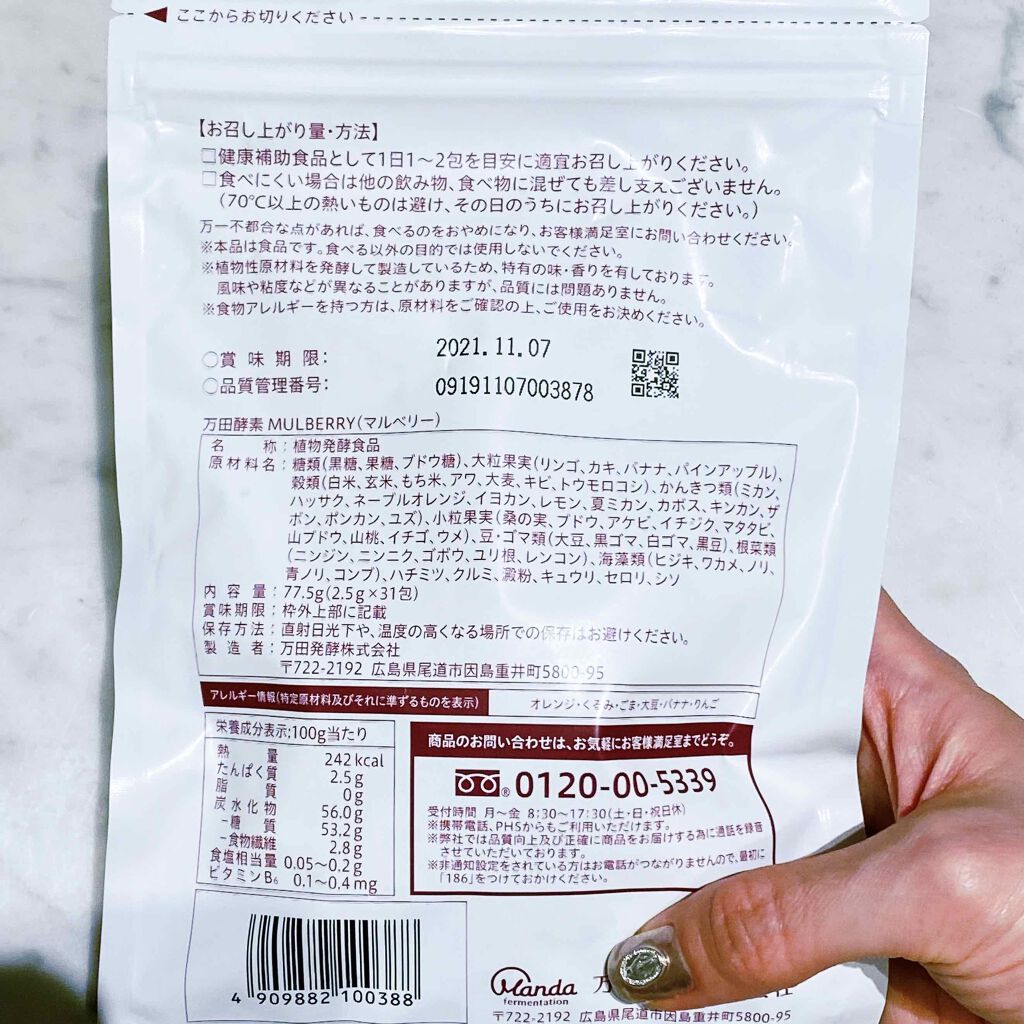 ここからお切りください
【お召し上がり量・方法】
□健康補助食品として1日1～2包を目安に適宜お召し上がりください。
□食べにくい場合は他の飲み物、食べ物に混ぜても差し支えございません。
（70℃以上の熱いものは避け、その日のうちにお召し上がりください。）
万一不都合な点があれば、食べるのをおやめになり、お客様満足室にお問い合わせください。
※本品は食品です。食べる以外の目的では使用しないでください。
※植物性原材料を発酵して製造しているため、特有の味・香りを有しております。
風味や粘度などが異なることがありますが、品質には問題ありません。
※食物アレルギーを持つ方は、原材料をご確認の上、ご使用をお決めください。
○賞味期限： 2021.11.07
○品質管理番号： 09191107003878
万田酵素 MULBERRY（マルベリー）
名称：植物発酵食品
原材料名：糖類（黒糖、果糖、ブドウ糖）、大粒果実（リンゴ、カキ、バナナ、パインアップル）、
穀類（白米、玄米、もち米、アワ、大麦、キビ、トウモロコシ）、かんきつ類（ミカン、
ハッサク、ネーブルオレンジ、イヨカン、レモン、夏ミカン、カボス、キンカン、ザ
ボン、ポンカン、ユズ）、小粒果実（桑の実、ブドウ、アケビ、イチジク、マタタビ、
山ブドウ、山桃、イチゴ、ウメ）、豆・ゴマ類（大豆、黒ゴマ、白ゴマ、黒豆）、根菜類
（ニンジン、ニンニク、ゴボウ、ユリ根、レンコン）、海藻類（ヒジキ、ワカメ、ノリ、
青ノリ、コンブ）、ハチミツ、クルミ、澱粉、キュウリ、セロリ、シソ
内容量：77.5g(2.5g×31包)
賞味期限：枠外上部に記載
保存方法：直射日光下や、温度の高くなる場所での保存はお避けください。
製造者：万田発酵株式会社
〒722-2192 広島県尾道市因島重井町5800-95
アレルギー情報（特定原材料及びそれに準ずるものを表示） オレンジ・くるみ・ごま・大豆・バナナ・りんご
栄養成分表示：100g当たり
熱量 242kcal
たんぱく質 2.5g
脂質 0g
炭水化物 56.0g
－糖質 53.2g
－食物繊維 2.8g
食塩相当量 0.05～0.2g
ビタミンB₆ 0.1～0.4mg
商品のお問い合わせは、お気軽にお客様満足室までどうぞ。
® 0120-00-5339
受付時間 月～金 8:30～17:30（土・日・祝日休）
※携帯電話、PHSからもご利用いただけます。
※弊社では品質向上及び正確に商品をお届けする為に通話を録音
させていただいております。
※非通知設定をされている方はお電話がつながりませんので、最初に
「186」をつけておかけください。
4 909882 100388
Manda
fermentation
万
〒722-2192 広島県尾道市因島重井町5800-95